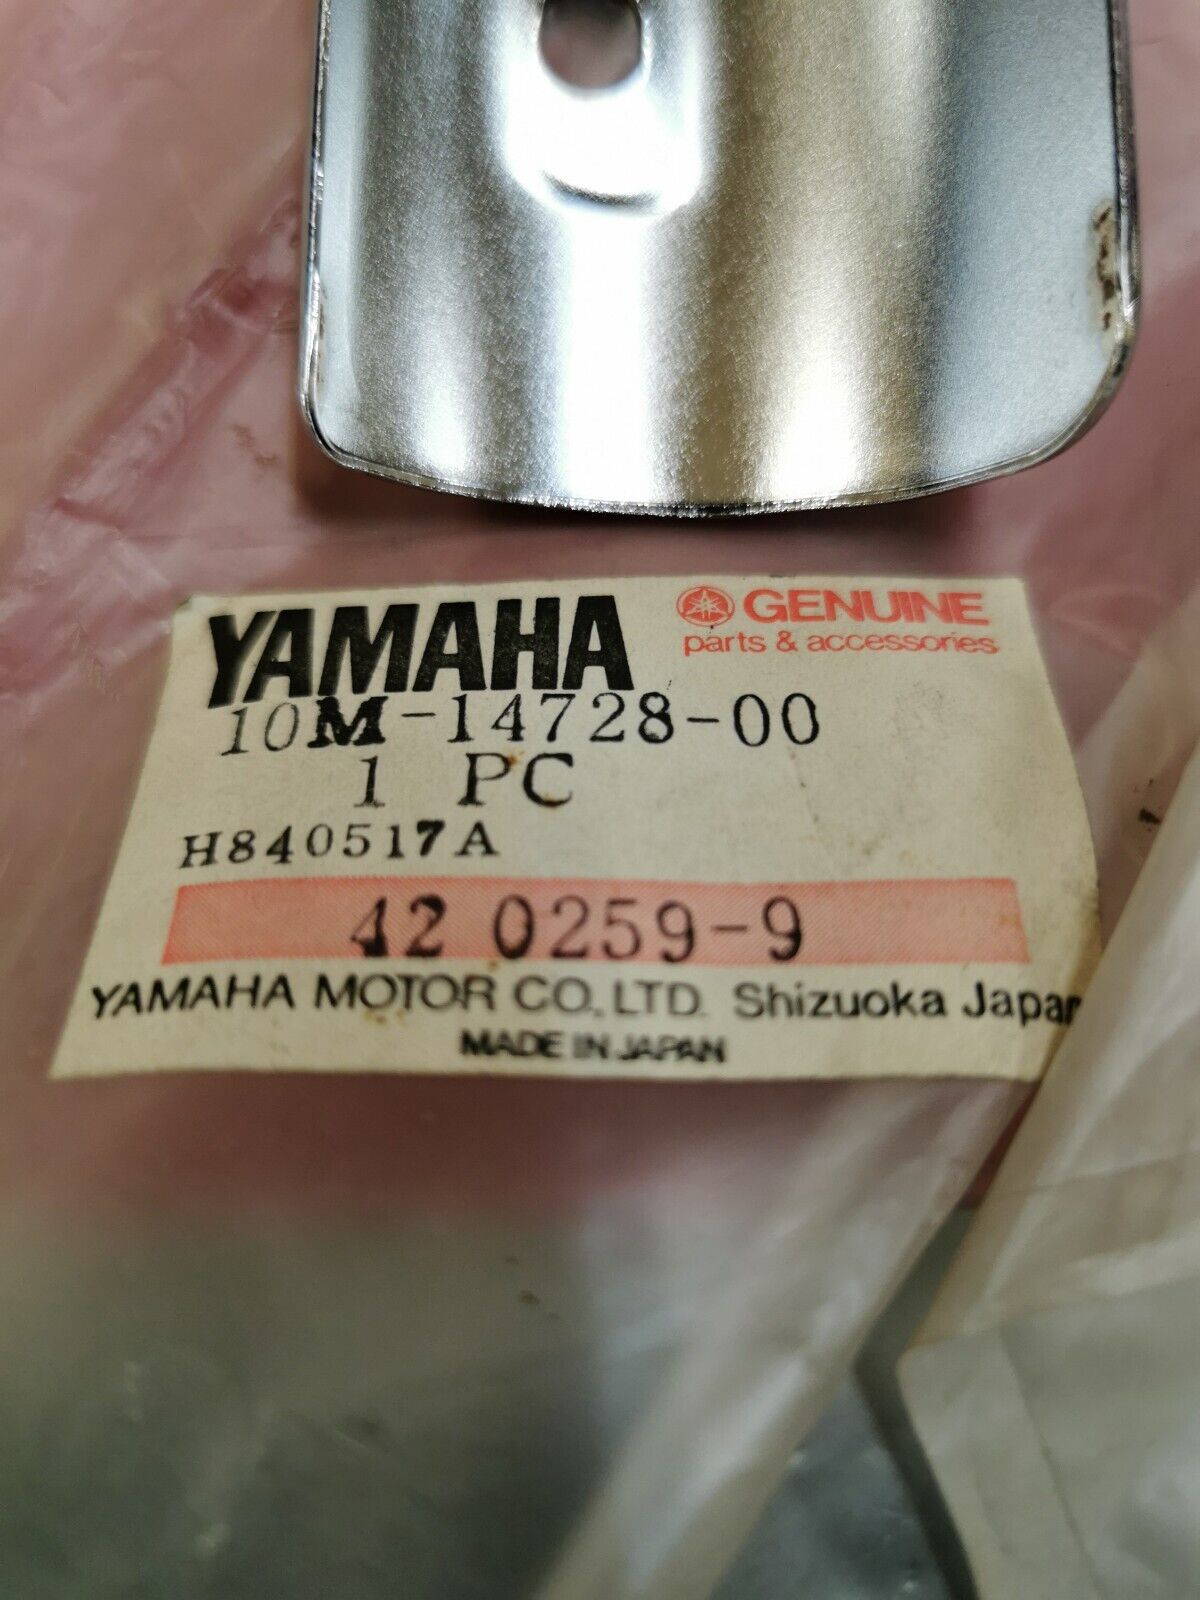 YAMAHA GENUINE
parts & accessories
10M-14728-00
1 PC
H840517A
42 0259-9
YAMAHA MOTOR CO., LTD. Shizuoka Japan
MADE IN JAPAN